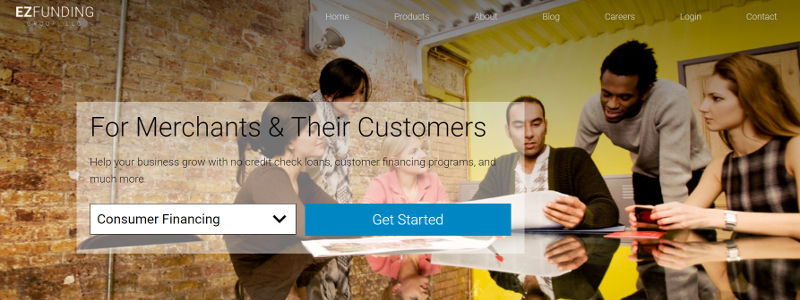 EZFUNDING
GROUP, LLC
Home Products About Blog Careers Login Contact
For Merchants & Their Customers
Help your business grow with no credit check loans, customer financing programs, and
much more.
Consumer Financing
Get Started